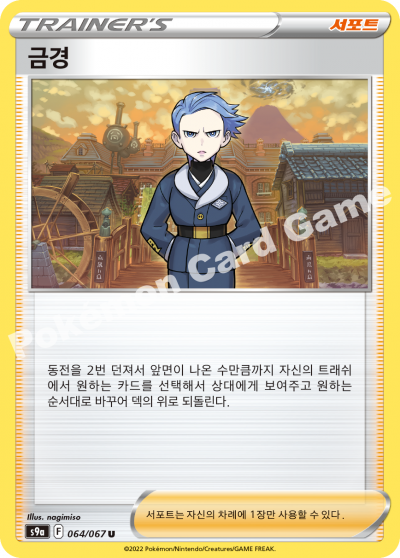 TRAINER'S
서포트
금경
Pokémon Card Game
동전을 2번 던져서 앞면이 나온 수만큼까지 자신의 트래쉬
에서 원하는 카드를 선택해서 상대에게 보여주고 원하는
순서대로 바꾸어 덱의 위로 되돌린다.
Illus. nagimiso
s9a F 064/067 U
서포트는 자신의 차례에 1장만 사용할 수 있다.
©2022 Pokémon/Nintendo/Creatures/GAME FREAK.